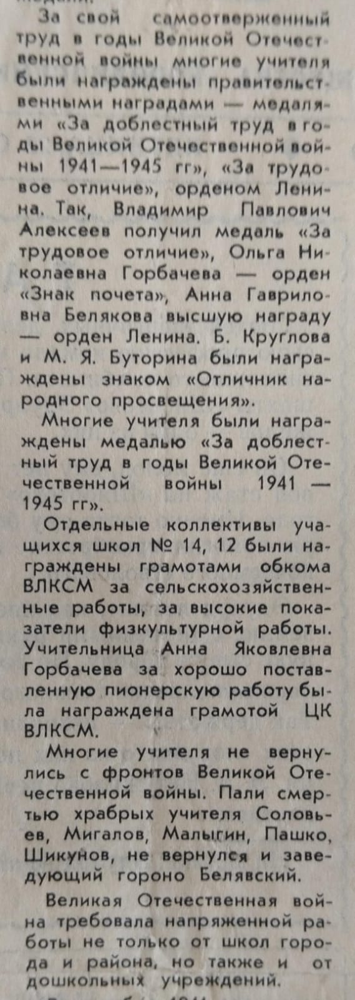 За свой самоотверженный
труд в годы Великой Отечест-
венной войны многие учителя
были награждены правительст-
венными наградами — медаля-
ми «За доблестный труд в го-
ды Великой Отечественной вой-
ны 1941—1945 гг», «За трудо-
вое отличие», орденом Лени-
на. Так, Владимир Павлович
Алексеев получил медаль «За
трудовое отличие», Ольга Ни-
колаевна Горбачева — орден
«Знак почета», Анна Гаврило-
вна Белякова высшую награду
— орден Ленина. Б. Круглова
и М. Я. Буторина были награ-
ждены знаком «Отличник на-
родного просвещения».
Многие учителя были награ-
ждены медалью «За доблест-
ный труд в годы Великой Оте-
чественной войны 1941 —
1945 гг».
Отдельные коллективы уча-
щихся школ № 14, 12 были на-
граждены грамотами обкома
ВЛКСМ за сельскохозяйствен-
ные работы, за высокие пока-
затели физкультурной работы.
Учительница Анна Яковлевна
Горбачева за хорошо постав-
ленную пионерскую работу бы-
ла награждена грамотой ЦК
ВЛКСМ.
Многие учителя не верну-
лись с фронтов Великой Оте-
чественной войны. Пали смер-
тью храбрых учителя Соловь-
ев, Мигалов, Малыгин, Пашко,
Шикунов, не вернулся и заве-
дующий гороно Белявский.
Великая Отечественная вой-
на требовала напряженной ра-
боты не только от школ горо-
да и района, но также и от
дошкольных учреждений.